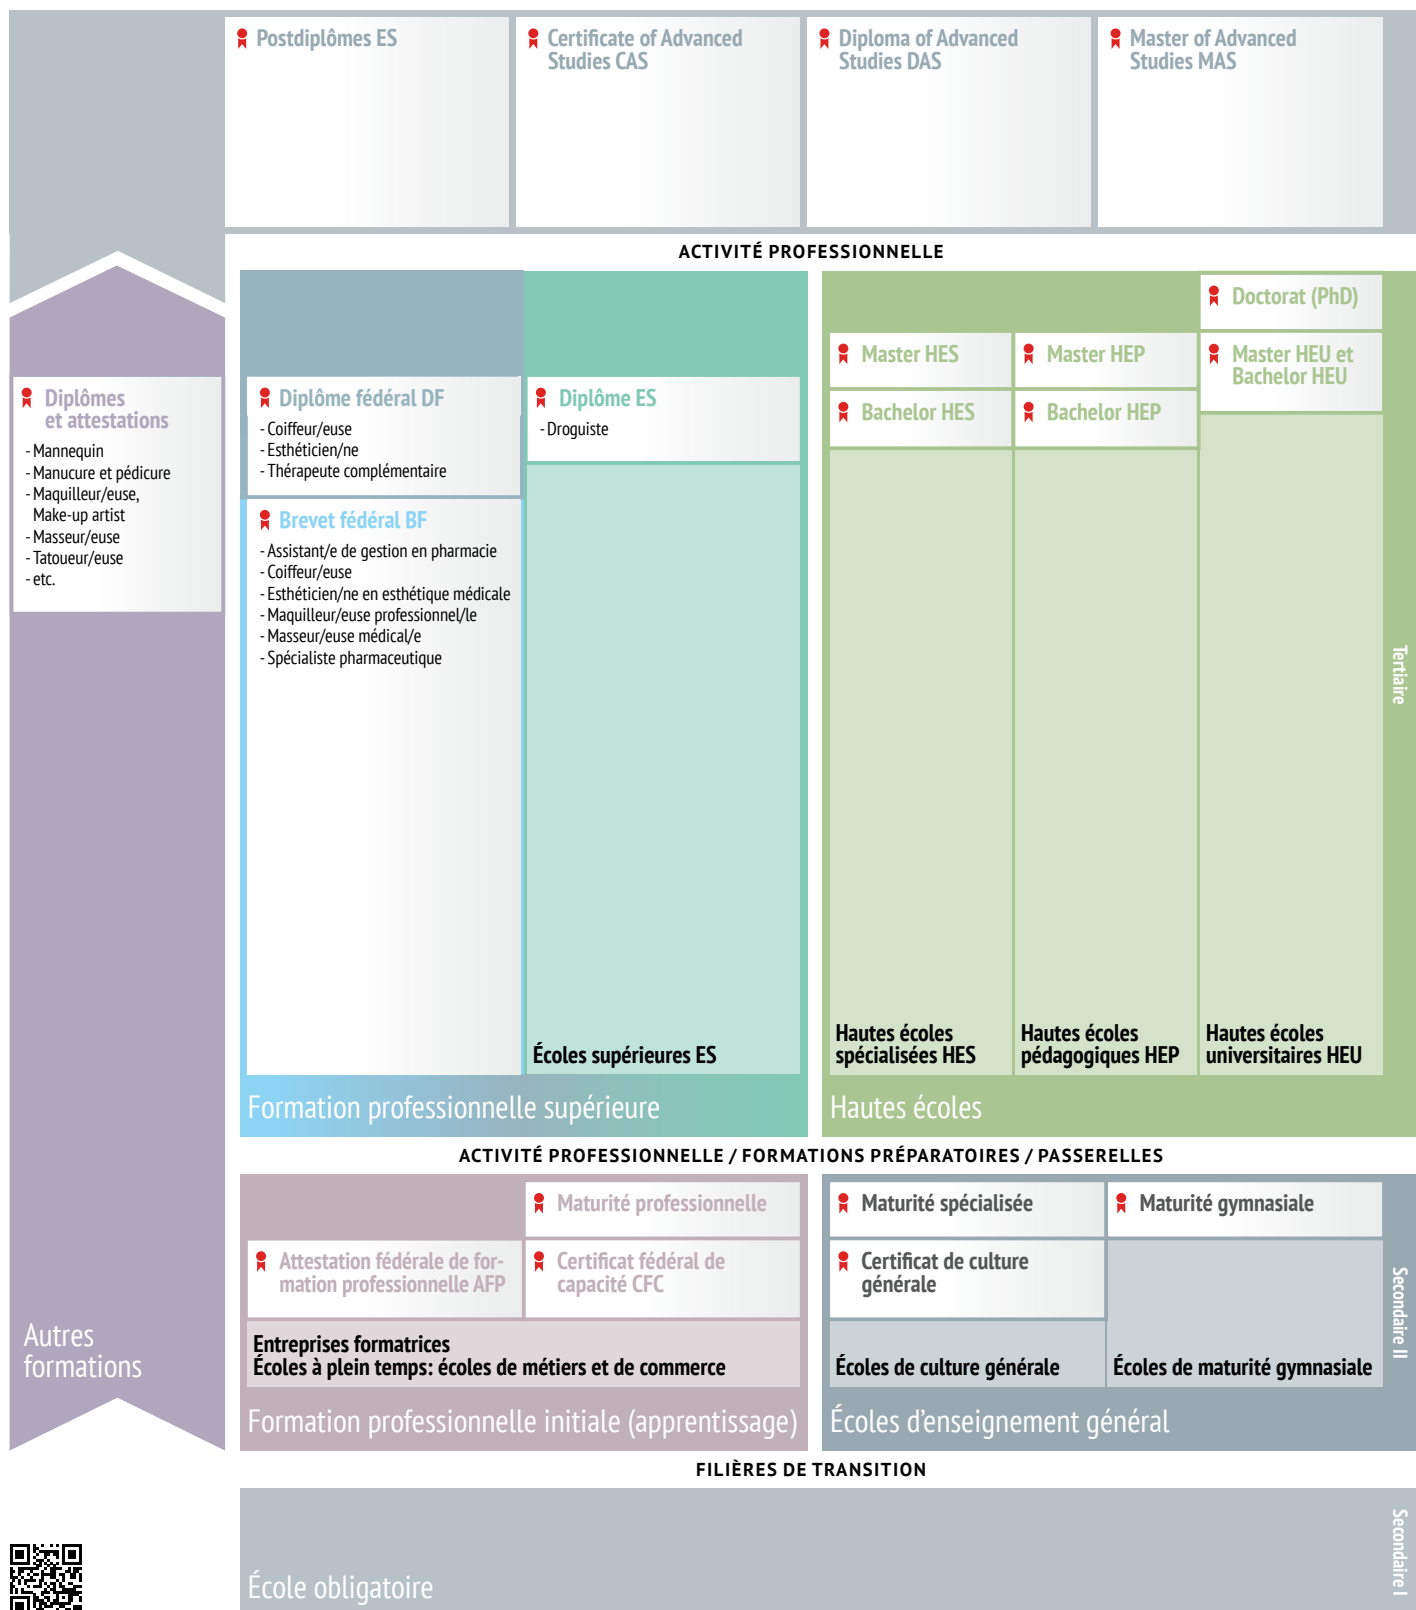 Postdiplômes ES
Certificate of Advanced
Studies CAS
Diploma of Advanced
Studies DAS
Master of Advanced
Studies MAS
ACTIVITÉ PROFESSIONNELLE
Diplômes
et attestations
- Mannequin
- Manucure et pédicure
- Maquilleur/euse,
Make-up artist
- Masseur/euse
- Tatoueur/euse
- etc.
Autres
formations
Diplôme fédéral DF
- Coiffeur/euse
- Esthéticien/ne
- Thérapeute complémentaire
Brevet fédéral BF
- Assistant/e de gestion en pharmacie
- Coiffeur/euse
- Esthéticien/ne en esthétique médicale
- Maquilleur/euse professionnel/le
- Masseur/euse médical/e
- Spécialiste pharmaceutique
Diplôme ES
- Droguiste
Écoles supérieures ES
Formation professionnelle supérieure
Doctorat (PhD)
Master HES
Master HEP
Master HEU et
Bachelor HEU
Bachelor HES
Bachelor HEP
Hautes écoles
spécialisées HES
Hautes écoles
pédagogiques HEP
Hautes écoles
universitaires HEU
Hautes écoles
Tertiaire
ACTIVITÉ PROFESSIONNELLE / FORMATIONS PRÉPARATOIRES / PASSERELLES
Maturité professionnelle
Attestation fédérale de for-
mation professionnelle AFP
Certificat fédéral de
capacité CFC
Entreprises formatrices
Écoles à plein temps: écoles de métiers et de commerce
Formation professionnelle initiale (apprentissage)
Maturité spécialisée
Maturité gymnasiale
Certificat de culture
générale
Écoles de culture générale
Écoles de maturité gymnasiale
Écoles d'enseignement général
Secondaire II
FILIÈRES DE TRANSITION
École obligatoire
Secondaire I